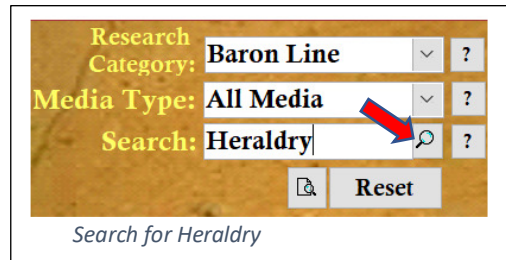 Research
Category: Baron Line ?
Media Type: All Media ?
Search: Heraldry ?
Reset
Search for Heraldry